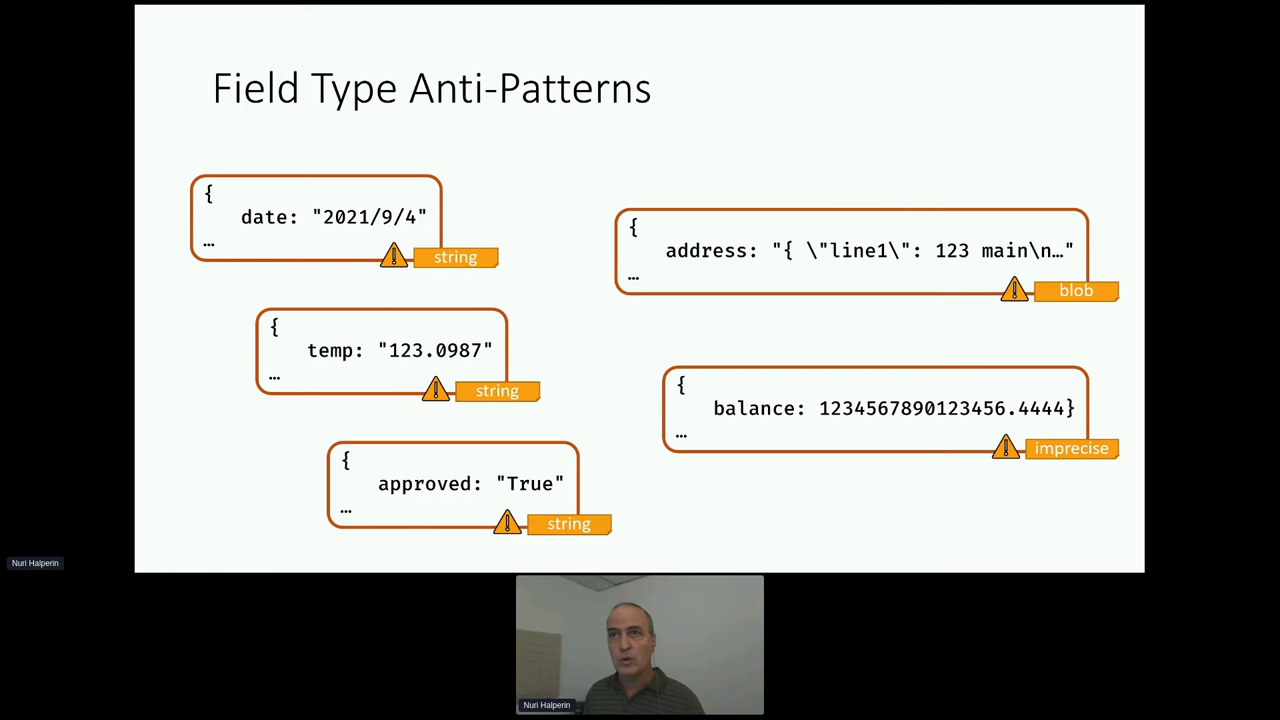 Field Type Anti-Patterns
{
date: "2021/9/4"
…
string
{
temp: "123.0987"
…
string
{
approved: "True"
…
string
{
address: "{ \"line1\": 123 main\n…"
…
blob
{
balance: 1234567890123456.4444}
…
imprecise
Nuri Halperin
Nuri Halperin